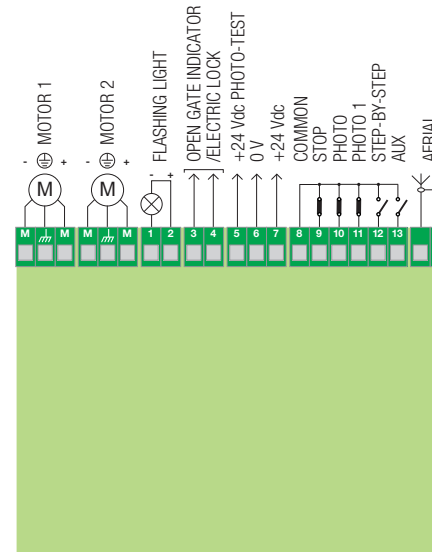 MOTOR 1
MOTOR 2
FLASHING LIGHT
OPEN GATE INDICATOR
/ELECTRIC LOCK
+24 Vdc PHOTO-TEST
0 V
+24 Vdc
COMMON
STOP
PHOTO
PHOTO 1
STEP-BY-STEP
AUX
AERIAL
- +
- +
- +
M
M
M M M M 1 2 3 4 5 6 7 8 9 10 11 12 13